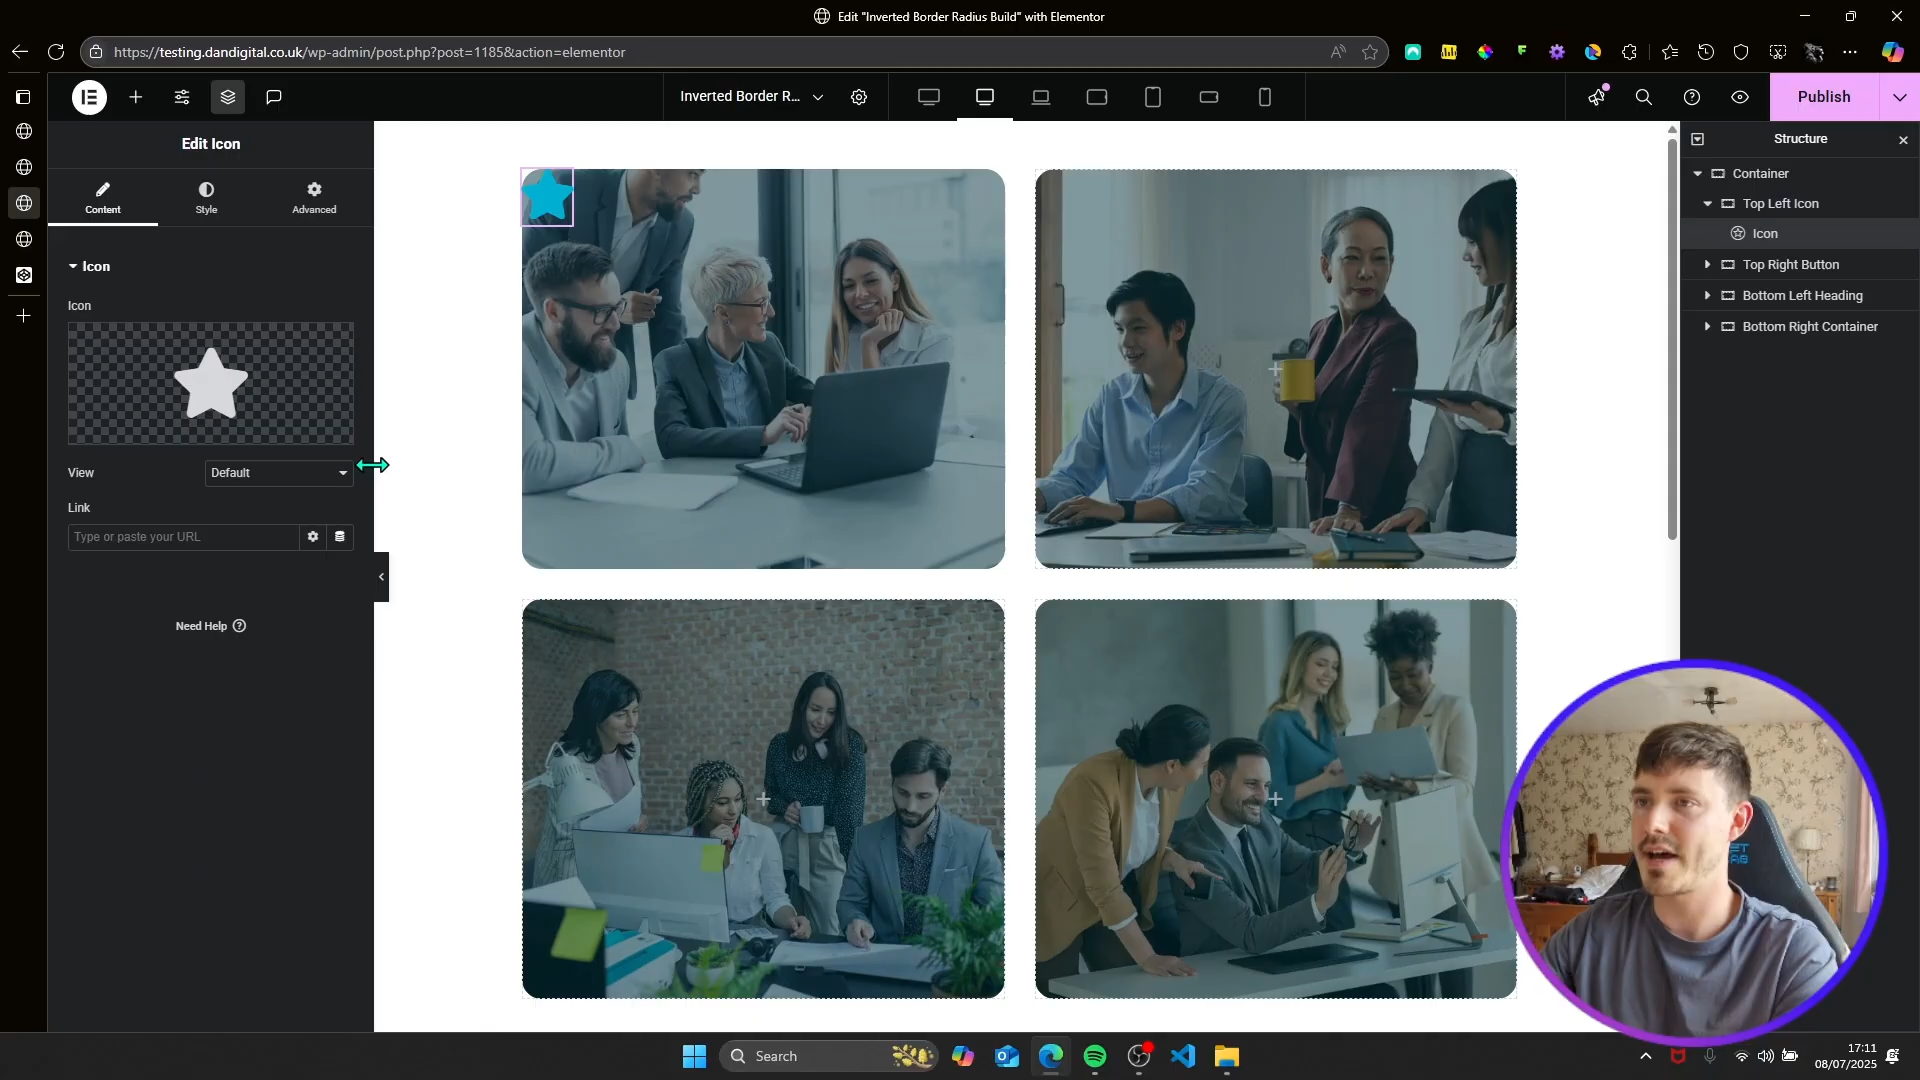 Edit "Inverted Border Radius Build" with Elementor
https://testing.dandigital.co.uk/wp-admin/post.php?post=1185&action=elementor
Inverted Border R...
Publish
Edit Icon
Content
Style
Advanced
Icon
Icon
View
Default
Link
Type or paste your URL
Need Help
Structure
Container
Top Left Icon
Icon
Top Right Button
Bottom Left Heading
Bottom Right Container
Search
17:11
08/07/2025